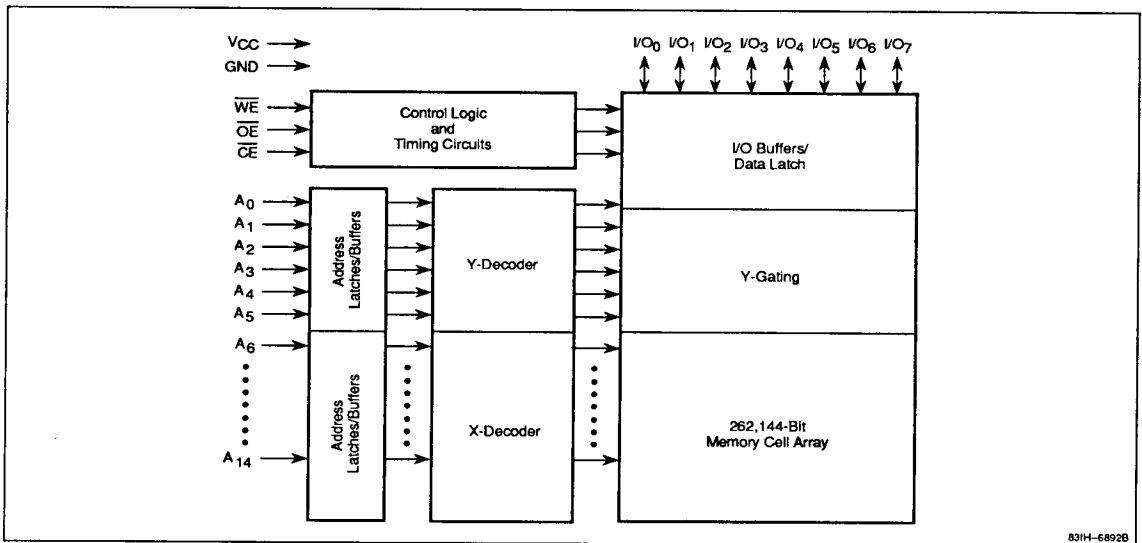 VCC
GND
I/O0 I/O1 I/O2 I/O3 I/O4 I/O5 I/O6 I/O7
WE
OE
CE
Control Logic
and
Timing Circuits
I/O Buffers/
Data Latch
A0
A1
A2
A3
A4
A5
Address
Latches/Buffers
Y-Decoder
Y-Gating
A6
A14
Address
Latches/Buffers
X-Decoder
262,144-Bit
Memory Cell Array
83IH-6892B